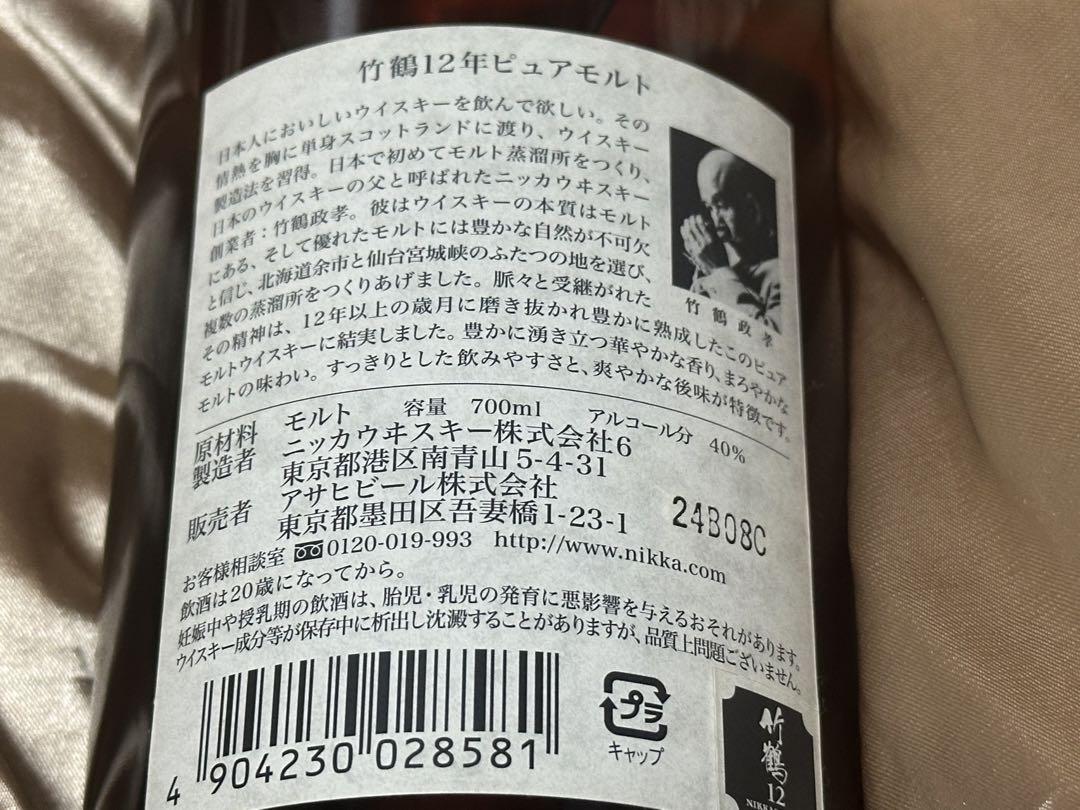 竹鶴12年ピュアモルト
日本人においしいウイスキーを飲んで欲しい。その
情熱を胸に単身スコットランドに渡り、ウイスキー
製造法を習得。日本で初めてモルト蒸溜所をつくり、
日本のウイスキーの父と呼ばれたニッカウヰスキー
創業者：竹鶴政孝。彼はウイスキーの本質はモルト
にある、そして優れたモルトには豊かな自然が不可欠
と信じ、北海道余市と仙台宮城峡のふたつの地を選び、
複数の蒸溜所をつくりあげました。脈々と受継がれた
その精神は、12年以上の歳月に磨き抜かれ豊かに熟成したこのピュア
モルトウイスキーに結実しました。豊かに湧き立つ華やかな香り、まろやかな
モルトの味わい。すっきりとした飲みやすさと、爽やかな後味が特徴です。
竹鶴政孝
原材料 モルト 容量 700ml アルコール分 40%
製造者 ニッカウヰスキー株式会社6
東京都港区南青山5-4-31
販売者 アサヒビール株式会社
東京都墨田区吾妻橋1-23-1
24B08C
お客様相談室 0120-019-993 http://www.nikka.com
飲酒は20歳になってから。
妊娠中や授乳期の飲酒は、胎児・乳児の発育に悪影響を与えるおそれがあります。
ウイスキー成分等が保存中に析出し沈澱することがありますが、品質上問題ございません。
4 904230 028581
プラ
キャップ
竹鶴
12